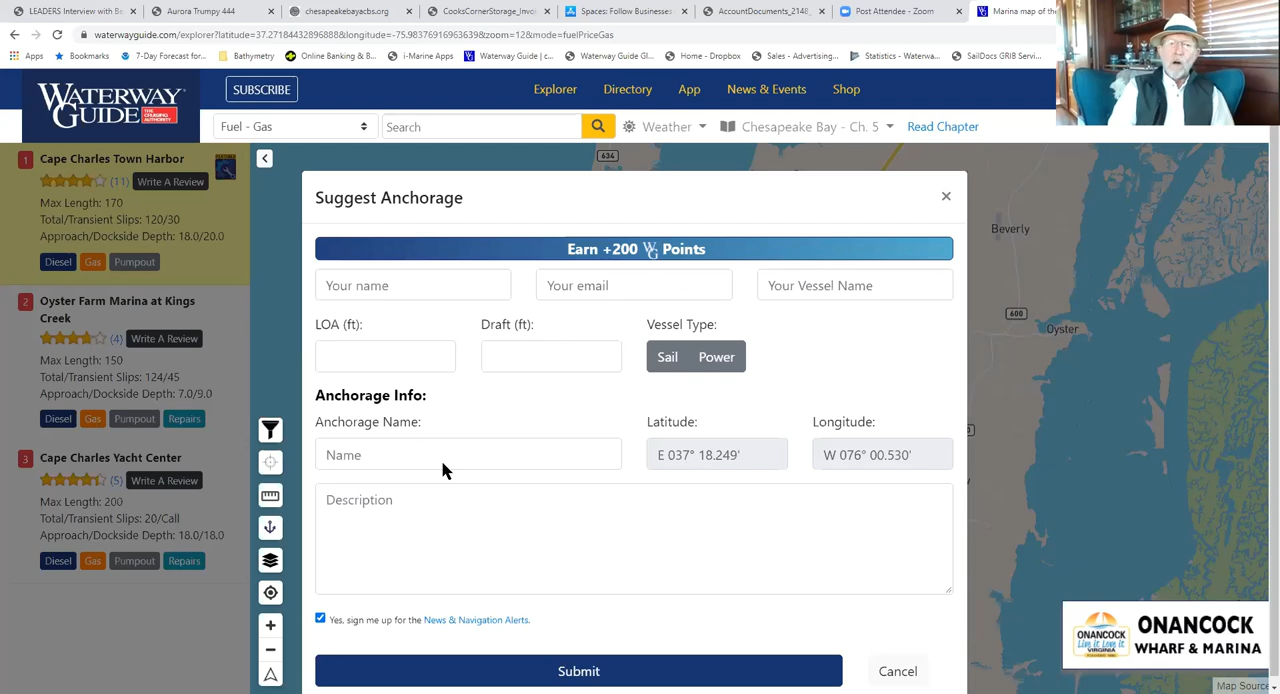 LEADERS Interview with Be
Aurora Trumpy 444
chesapeakebayacbs.org
CooksCornerStorage_Invo
Spaces: Follow Businesses
AccountDocuments_2148_
Post Attendee - Zoom
Marina map of the
waterwayguide.com/explorer?latitude=37.27118443289688&longitude=-75.98376916963698&zoom=12&mode=fuelPriceGas
Apps Bookmarks 7-Day Forecast for... Bathymetry Online Banking & B... i-Marine Apps Waterway Guide | c... Waterway Guide Gl... Home - Dropbox Sales - Advertising... Statistics - Waterwa... SailDocs GRIB Servi...
WATERWAY GUIDE
THE CRUISING AUTHORITY
SUBSCRIBE
Explorer Directory App News & Events Shop
Fuel - Gas
Search
Weather
Chesapeake Bay - Ch. 5
Read Chapter
1 Cape Charles Town Harbor
(11) Write A Review
Max Length: 170
Total/Transient Slips: 120/30
Approach/Dockside Depth: 18.0/20.0
Diesel Gas Pumpout
2 Oyster Farm Marina at Kings
Creek
(4) Write A Review
Max Length: 150
Total/Transient Slips: 124/45
Approach/Dockside Depth: 7.0/9.0
Diesel Gas Pumpout Repairs
3 Cape Charles Yacht Center
(5) Write A Review
Max Length: 200
Total/Transient Slips: 20/Call
Approach/Dockside Depth: 18.0/18.0
Diesel Gas Pumpout Repairs
634
Suggest Anchorage ×
Earn +200 WG Points
Your name
Your email
Your Vessel Name
LOA (ft): Draft (ft): Vessel Type:
Sail Power
Anchorage Info:
Anchorage Name: Latitude: Longitude:
Name
E 037° 18.249'
W 076° 00.530'
Description
Yes, sign me up for the News & Navigation Alerts.
Submit
Cancel
Beverly
600
Oyster
ONANCOCK
Live it Love it
VIRGINIA
ONANCOCK
WHARF & MARINA
Map Source